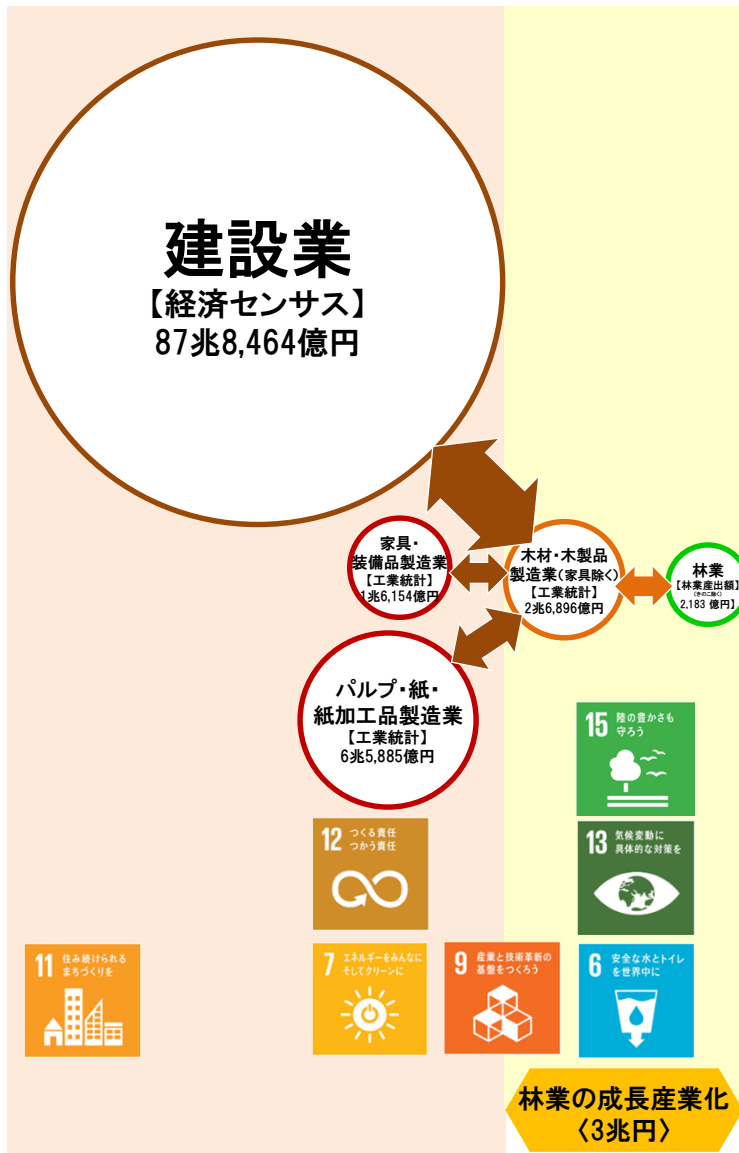 建設業
【経済センサス】
87兆8,464億円
家具・
装備品製造業
【工業統計】
1兆6,154億円
木材・木製品
製造業(家具除く)
【工業統計】
2兆6,896億円
林業
【林業産出額】
(きのこ除く)
2,183 億円】
パルプ・紙・
紙加工品製造業
【工業統計】
6兆5,885億円
15 陸の豊かさも
守ろう
12 つくる責任
つかう責任
13 気候変動に
具体的な対策を
11 住み続けられる
まちづくりを
7 エネルギーをみんなに
そしてクリーンに
9 産業と技術革新の
基盤をつくろう
6 安全な水とトイレ
を世界中に
林業の成長産業化
〈3兆円〉